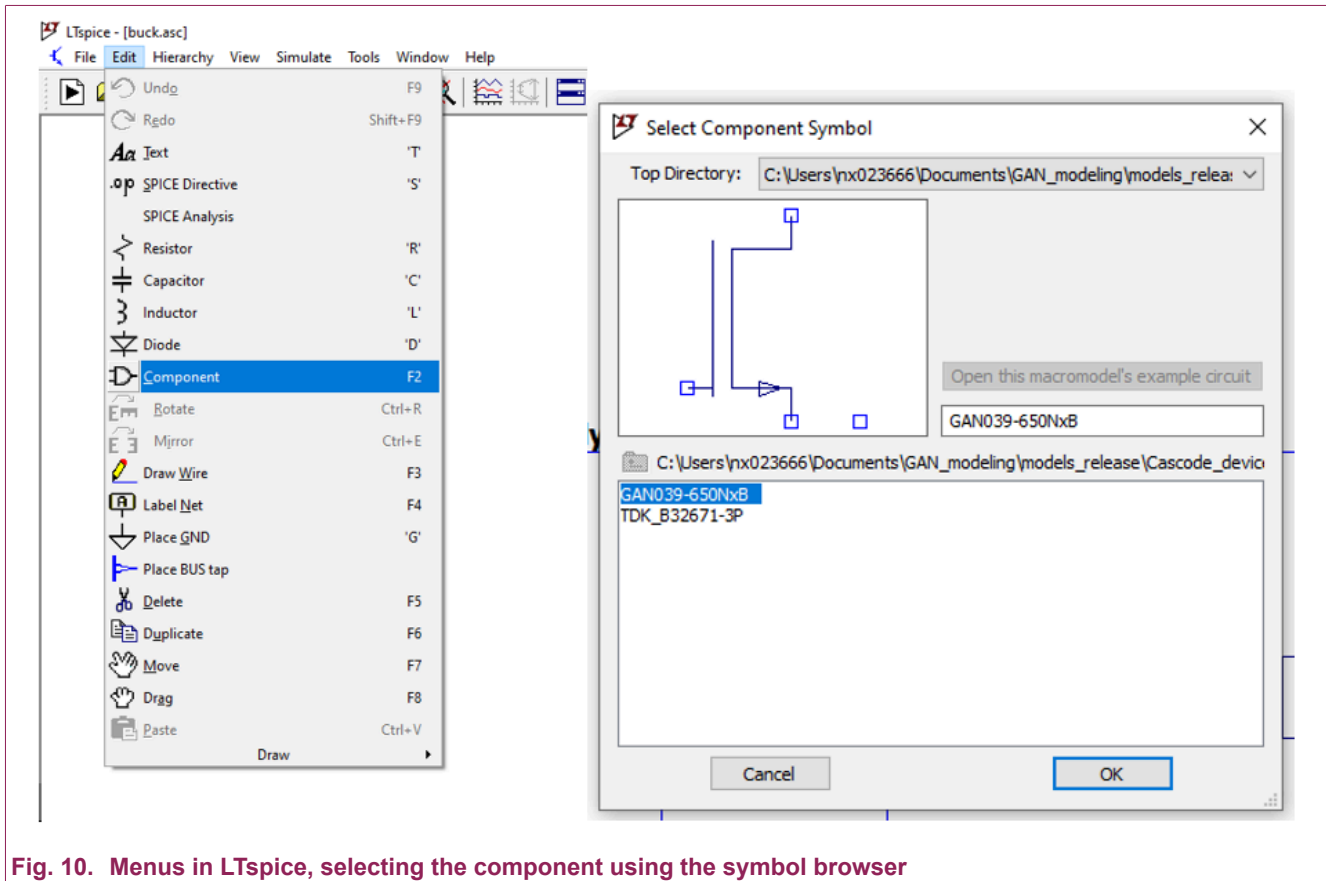 LTspice - [buck.asc]
File Edit Hierarchy View Simulate Tools Window Help
Undo F9
Redo Shift+F9
Aa Text 'T'
.op SPICE Directive 'S'
SPICE Analysis
Resistor 'R'
Capacitor 'C'
Inductor 'L'
Diode 'D'
Component F2
Rotate Ctrl+R
Mirror Ctrl+E
Draw Wire F3
Label Net F4
Place GND 'G'
Place BUS tap
Delete F5
Duplicate F6
Move F7
Drag F8
Paste Ctrl+V
Draw
Select Component Symbol
Top Directory: C:\Users\nx023666\Documents\GAN_modeling\models_relea
Open this macromodel's example circuit
GAN039-650NxB
C:\Users\nx023666\Documents\GAN_modeling\models_release\Cascode_devic
GAN039-650NxB
TDK_B32671-3P
Cancel OK
Fig. 10. Menus in LTspice, selecting the component using the symbol browser